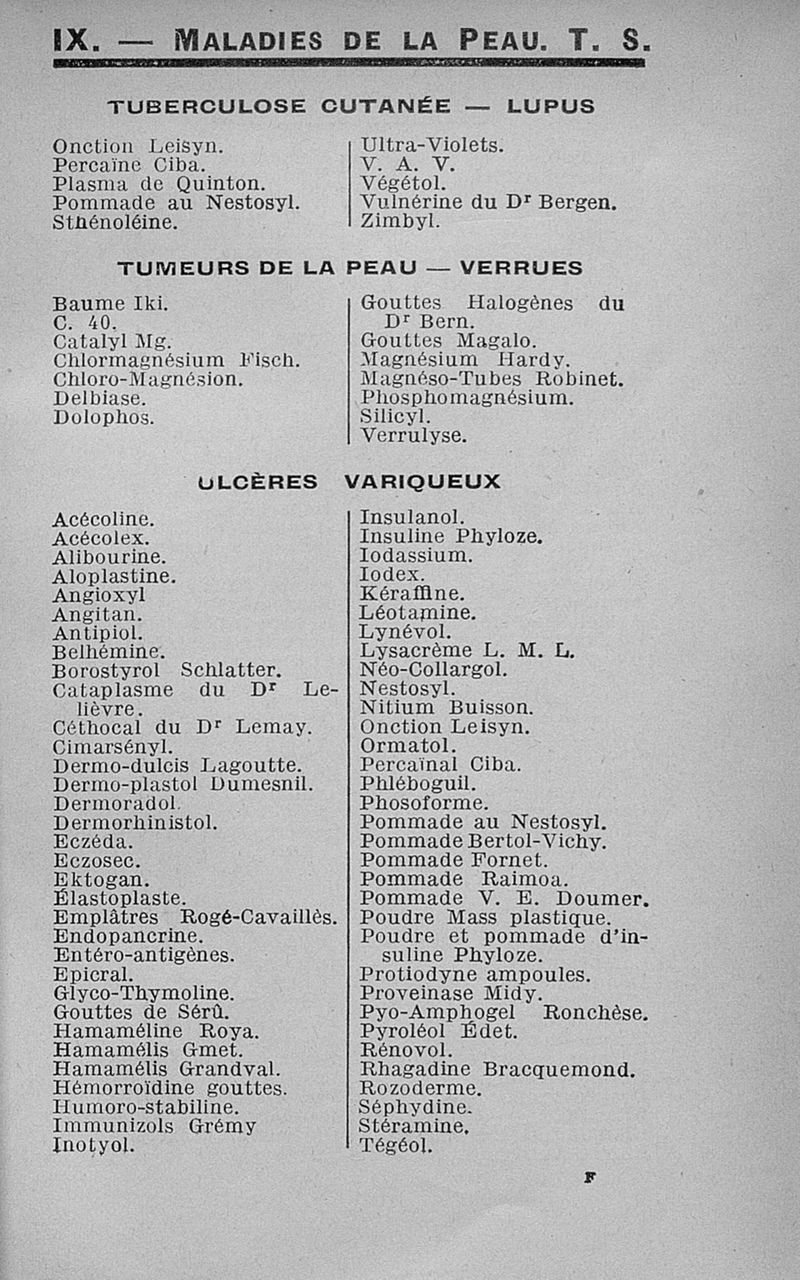 IX. — MALADIES DE LA PEAU. T. S.
TUBERCULOSE CUTANÉE — LUPUS
Onction Leisyn.
Percaïne Ciba.
Plasma de Quinton.
Pommade au Nestosyl.
Sthénoléine.
Ultra-Violets.
V. A. V.
Végétol.
Vulnérine du Dr Bergen.
Zimbyl.
TUMEURS DE LA PEAU — VERRUES
Baume Iki.
C. 40.
Catalyl Mg.
Chlormagnésium Fisch.
Chloro-Magnésion.
Delbiase.
Dolophos.
Gouttes Halogènes du
Dr Bern.
Gouttes Magalo.
Magnésium Hardy.
Magnéso-Tubes Robinet.
Phosphomagnésium.
Silicyl.
Verrulyse.
ULCÈRES VARIQUEUX
Acécoline.
Acécolex.
Alibourine.
Aloplastine.
Angioxyl
Angitan.
Antipiol.
Belhémine.
Borostyrol Schlatter.
Cataplasme du Dr Le-
lièvre.
Céthocal du Dr Lemay.
Cimarsényl.
Dermo-dulcis Lagoutte.
Dermo-plastol Dumesnil.
Dermoradol.
Dermorhinistol.
Eczéda.
Eczosec.
Ektogan.
Élastoplaste.
Emplâtres Rogé-Cavaillès.
Endopancrine.
Entéro-antigènes.
Epicral.
Glyco-Thymoline.
Gouttes de Sérû.
Hamaméline Roya.
Hamamélis Gmet.
Hamamélis Grandval.
Hémorroïdine gouttes.
Humoro-stabiline.
Immunizols Grémy
Inotyol.
Insulanol.
Insuline Phyloze.
Iodassium.
Iodex.
Kéraffine.
Léotamine.
Lynévol.
Lysacrème L. M. L.
Néo-Collargol.
Nestosyl.
Nitium Buisson.
Onction Leisyn.
Ormatol.
Percaïnal Ciba.
Phléboguil.
Phosoforme.
Pommade au Nestosyl.
Pommade Bertol-Vichy.
Pommade Fornet.
Pommade Raimoa.
Pommade V. E. Doumer.
Poudre Mass plastique.
Poudre et pommade d'in-
suline Phyloze.
Protiodyne ampoules.
Proveinase Midy.
Pyo-Amphogel Ronchèse.
Pyroléol Édet.
Rénovol.
Rhagadine Bracquemond.
Rozoderme.
Séphydine.
Stéramine.
Tégéol.
F